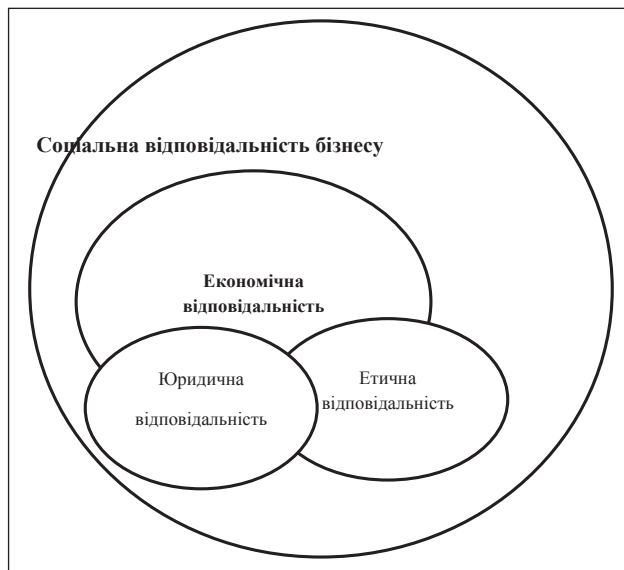 Соціальна відповідальність бізнесу
Економічна
відповідальність
Юридична
відповідальність
Етична
відповідальність